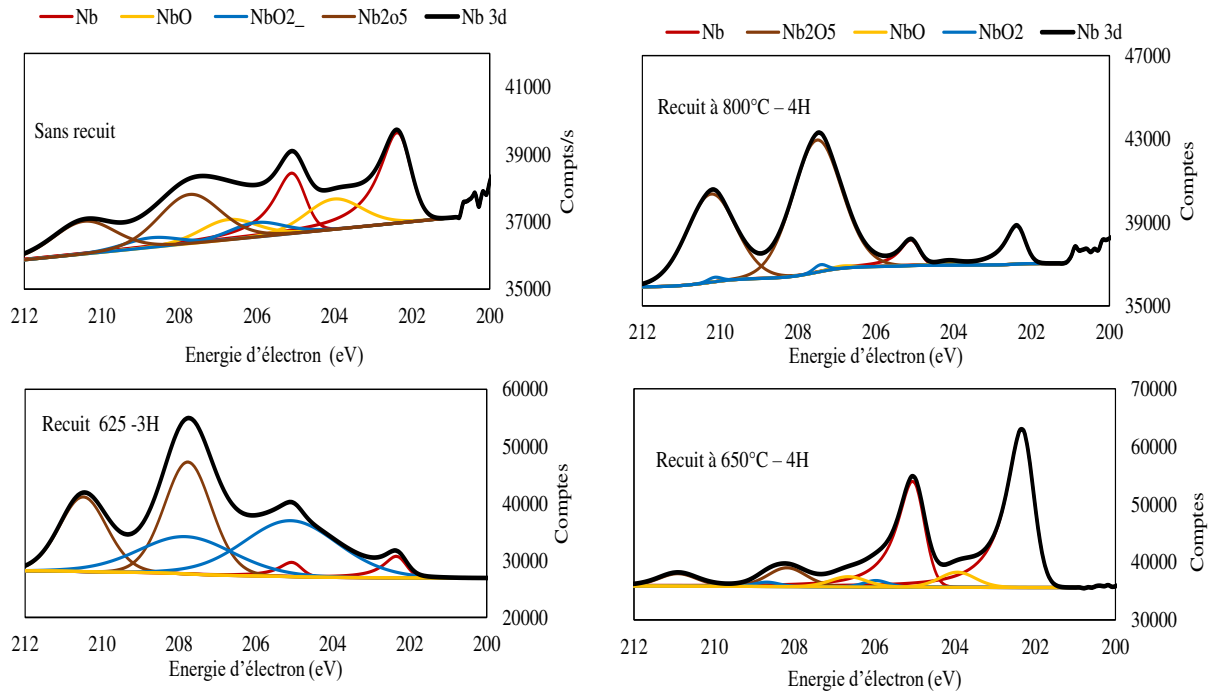 Nb NbO NbO2_ Nb2o5 Nb 3d
Sans recuit
41000
39000
37000
35000
Compts/s
212 210 208 206 204 202 200
Energie d'électron (eV)
Nb Nb2O5 NbO NbO2 Nb 3d
Recuit à 800°C – 4H
47000
43000
39000
35000
Comptes
212 210 208 206 204 202 200
Energie d'électron (eV)
Recuit 625 -3H
60000
50000
40000
30000
20000
Comptes
212 210 208 206 204 202 200
Energie d'électron (eV)
Recuit à 650°C – 4H
70000
60000
50000
40000
30000
Comptes
212 210 208 206 204 202 200
Energie d'électron (eV)